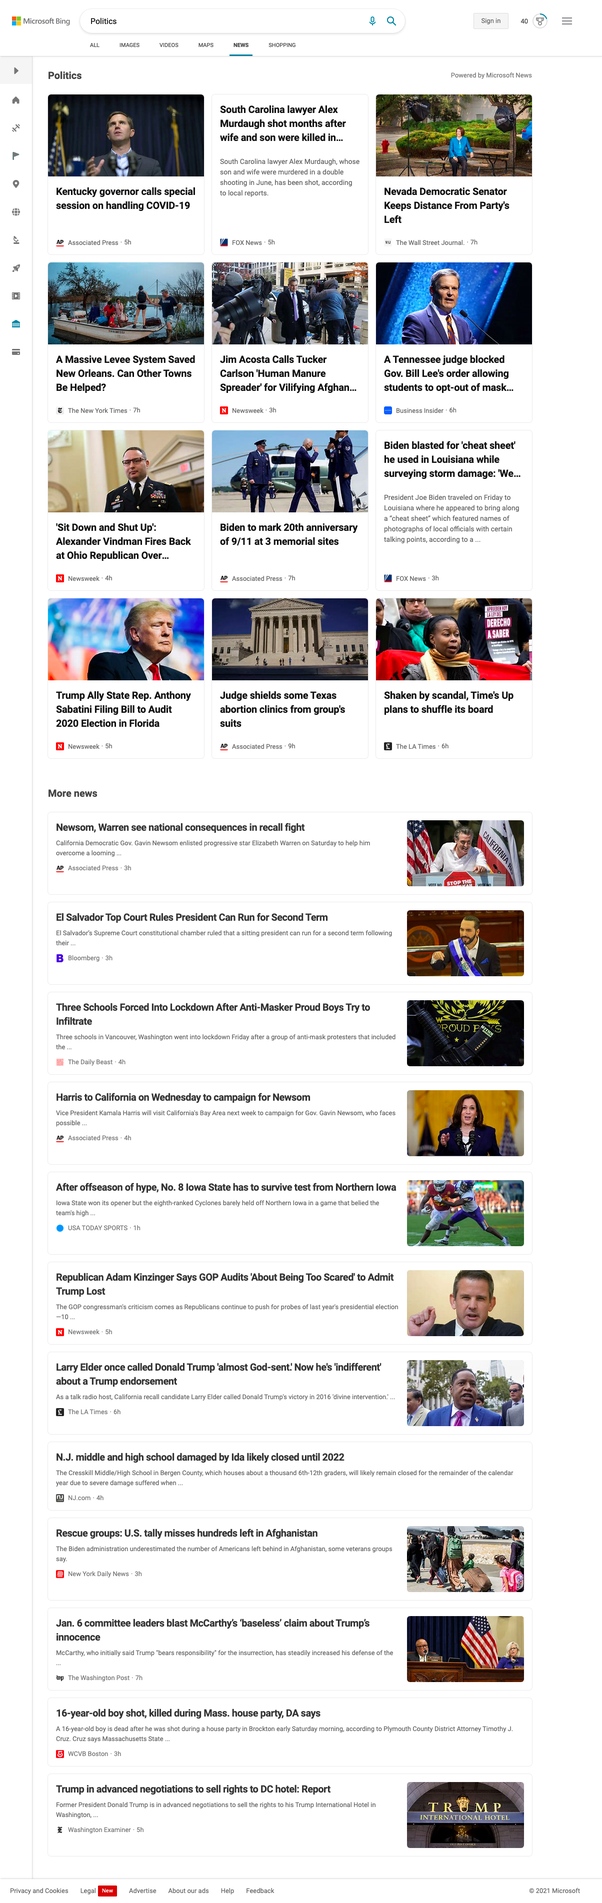 Microsoft Bing
Politics
Sign in
40
ALL
IMAGES
VIDEOS
MAPS
NEWS
SHOPPING
Politics
Powered by Microsoft News
Kentucky governor calls special
session on handling COVID-19
AP Associated Press · 5h
South Carolina lawyer Alex
Murdaugh shot months after
wife and son were killed in...
South Carolina lawyer Alex Murdaugh, whose
son and wife were murdered in a double
shooting in June, has been shot, according
to local reports.
FOX News · 5h
Nevada Democratic Senator
Keeps Distance From Party's
Left
The Wall Street Journal. · 7h
A Massive Levee System Saved
New Orleans. Can Other Towns
Be Helped?
The New York Times · 7h
Jim Acosta Calls Tucker
Carlson 'Human Manure
Spreader' for Vilifying Afghan...
N Newsweek · 3h
A Tennessee judge blocked
Gov. Bill Lee's order allowing
students to opt-out of mask...
Business Insider · 6h
'Sit Down and Shut Up':
Alexander Vindman Fires Back
at Ohio Republican Over...
N Newsweek · 4h
Biden to mark 20th anniversary
of 9/11 at 3 memorial sites
AP Associated Press · 7h
Biden blasted for 'cheat sheet'
he used in Louisiana while
surveying storm damage: 'We...
President Joe Biden traveled on Friday to
Louisiana where he appeared to bring along
a "cheat sheet" which featured names of
photographs of local officials with certain
talking points, according to a ...
FOX News · 3h
Trump Ally State Rep. Anthony
Sabatini Filing Bill to Audit
2020 Election in Florida
N Newsweek · 5h
Judge shields some Texas
abortion clinics from group's
suits
AP Associated Press · 9h
DERECHO
A SABER
Shaken by scandal, Time's Up
plans to shuffle its board
The LA Times · 6h
More news
Newsom, Warren see national consequences in recall fight
California Democratic Gov. Gavin Newsom enlisted progressive star Elizabeth Warren on Saturday to help him
overcome a looming ...
AP Associated Press · 3h
CALIFORNIA
STOP THE
El Salvador Top Court Rules President Can Run for Second Term
El Salvador's Supreme Court constitutional chamber ruled that a sitting president can run for a second term following
their ...
B Bloomberg · 3h
Three Schools Forced Into Lockdown After Anti-Masker Proud Boys Try to
Infiltrate
Three schools in Vancouver, Washington went into lockdown Friday after a group of anti-mask protesters that included
the ...
The Daily Beast · 4h
PROUD BOYS
Harris to California on Wednesday to campaign for Newsom
Vice President Kamala Harris will visit California's Bay Area next week to campaign for Gov. Gavin Newsom, who faces
possible ...
AP Associated Press · 4h
After offseason of hype, No. 8 Iowa State has to survive test from Northern Iowa
Iowa State won its opener but the eighth-ranked Cyclones barely held off Northern Iowa in a game that belied the
team's high ...
USA TODAY SPORTS · 1h
Republican Adam Kinzinger Says GOP Audits 'About Being Too Scared' to Admit
Trump Lost
The GOP congressman's criticism comes as Republicans continue to push for probes of last year's presidential election
—10 ...
N Newsweek · 5h
Larry Elder once called Donald Trump 'almost God-sent.' Now he's 'indifferent'
about a Trump endorsement
As a talk radio host, California recall candidate Larry Elder called Donald Trump's victory in 2016 'divine intervention.' ...
The LA Times · 6h
N.J. middle and high school damaged by Ida likely closed until 2022
The Cresskill Middle/High School in Bergen County, which houses about a thousand 6th-12th graders, will likely remain closed for the remainder of the calendar
year due to severe damage suffered when ...
NJ.com · 4h
Rescue groups: U.S. tally misses hundreds left in Afghanistan
The Biden administration underestimated the number of Americans left behind in Afghanistan, some veterans groups
say.
New York Daily News · 3h
Jan. 6 committee leaders blast McCarthy's 'baseless' claim about Trump's
innocence
McCarthy, who initially said Trump "bears responsibility" for the insurrection, has steadily increased his defense of the
...
wp The Washington Post · 7h
16-year-old boy shot, killed during Mass. house party, DA says
A 16-year-old boy is dead after he was shot during a house party in Brockton early Saturday morning, according to Plymouth County District Attorney Timothy J.
Cruz. Cruz says Massachusetts State ...
WCVB Boston · 3h
Trump in advanced negotiations to sell rights to DC hotel: Report
Former President Donald Trump is in advanced negotiations to sell the rights to his Trump International Hotel in
Washington, ...
Washington Examiner · 5h
TRUMP
INTERNATIONAL HOTEL
Privacy and Cookies
Legal
New
Advertise
About our ads
Help
Feedback
© 2021 Microsoft